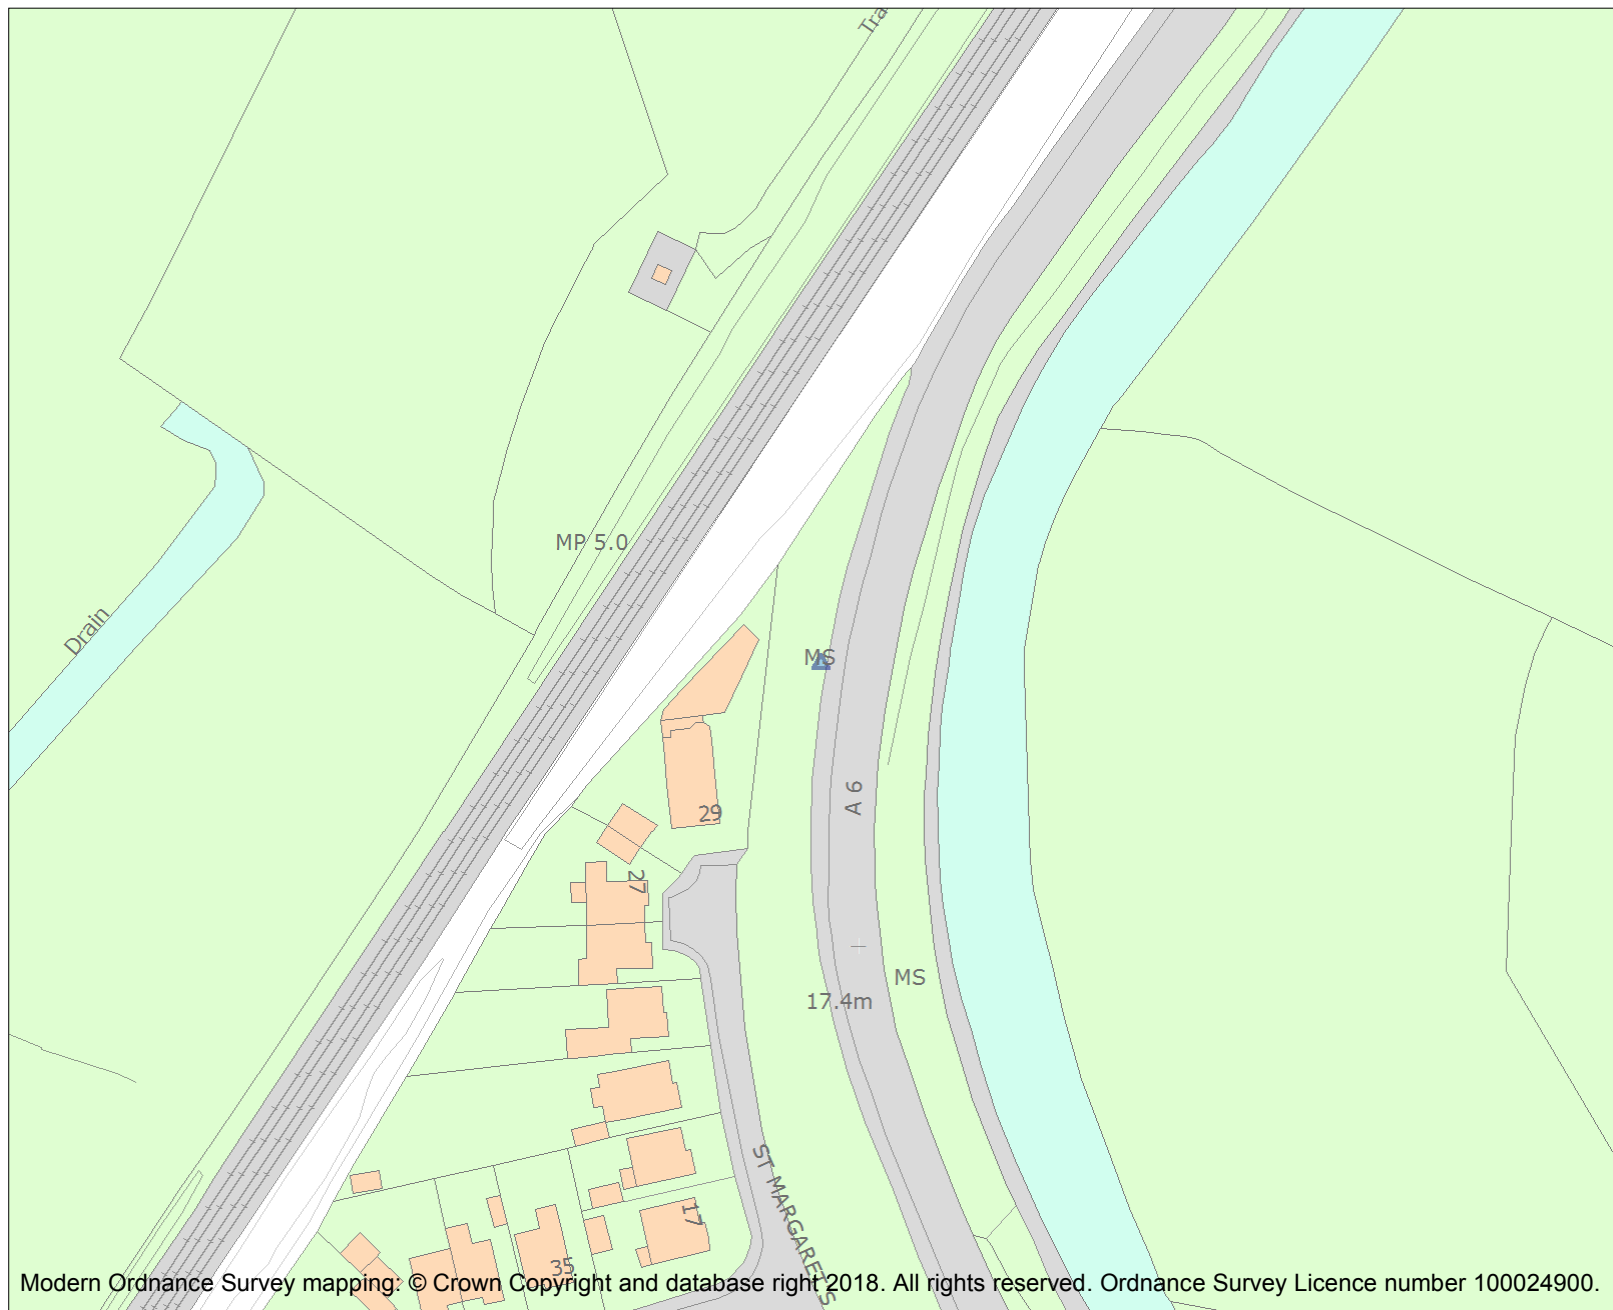 Tra
MP 5.0
Drain
MS
A 6
29
27
MS
17.4m
ST MARGARETS
17
35
Modern Ordnance Survey mapping: © Crown Copyright and database right 2018. All rights reserved. Ordnance Survey Licence number 100024900.